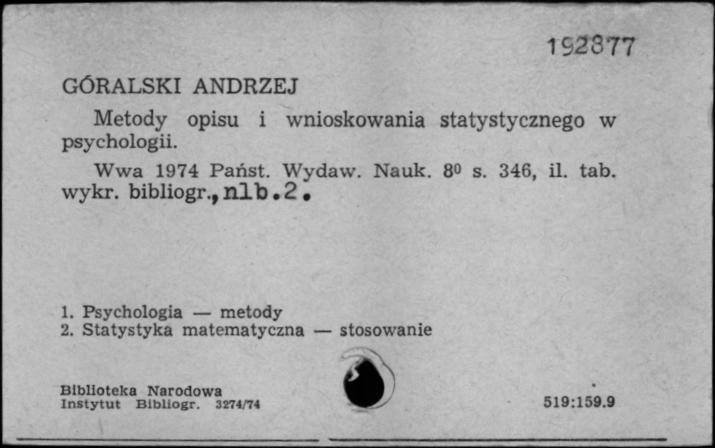 192877
GÓRALSKI ANDRZEJ
Metody opisu i wnioskowania statystycznego w
psychologii.
Wwa 1974 Państ. Wydaw. Nauk. 8⁰ s. 346, il. tab.
wykr. bibliogr., nlb.2.
1. Psychologia — metody
2. Statystyka matematyczna — stosowanie
Biblioteka Narodowa
Instytut Bibliogr. 3274/74
519:159.9